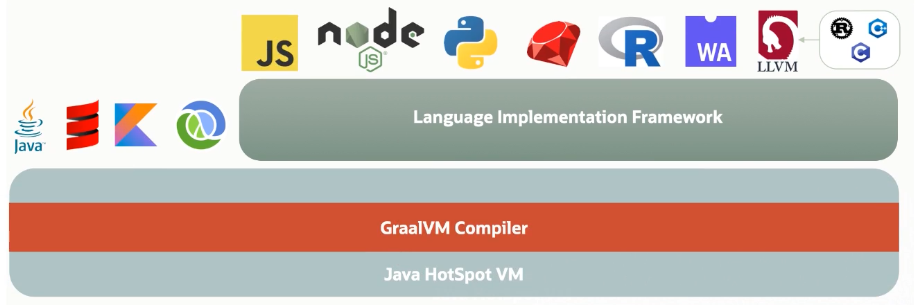 JS
node
JS
R
WA
LLVM
R
C
C
Java
Language Implementation Framework
GraalVM Compiler
Java HotSpot VM